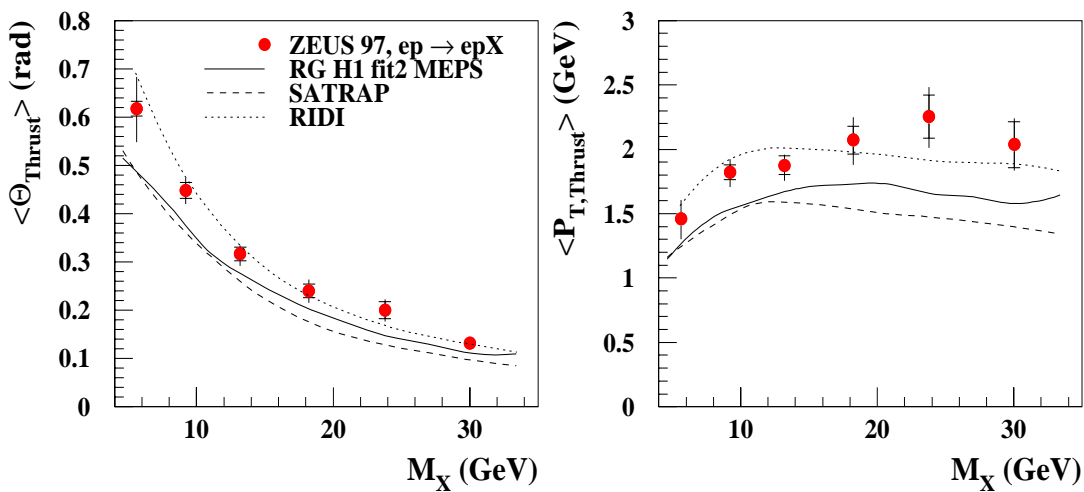 <Θ_Thrust> (rad)
0.8
0.7
0.6
0.5
0.4
0.3
0.2
0.1
0
ZEUS 97, ep → epX
RG H1 fit2 MEPS
SATRAP
RIDI
10
20
30
M_X (GeV)
<P_T,Thrust> (GeV)
3
2.5
2
1.5
1
0.5
0
10
20
30
M_X (GeV)